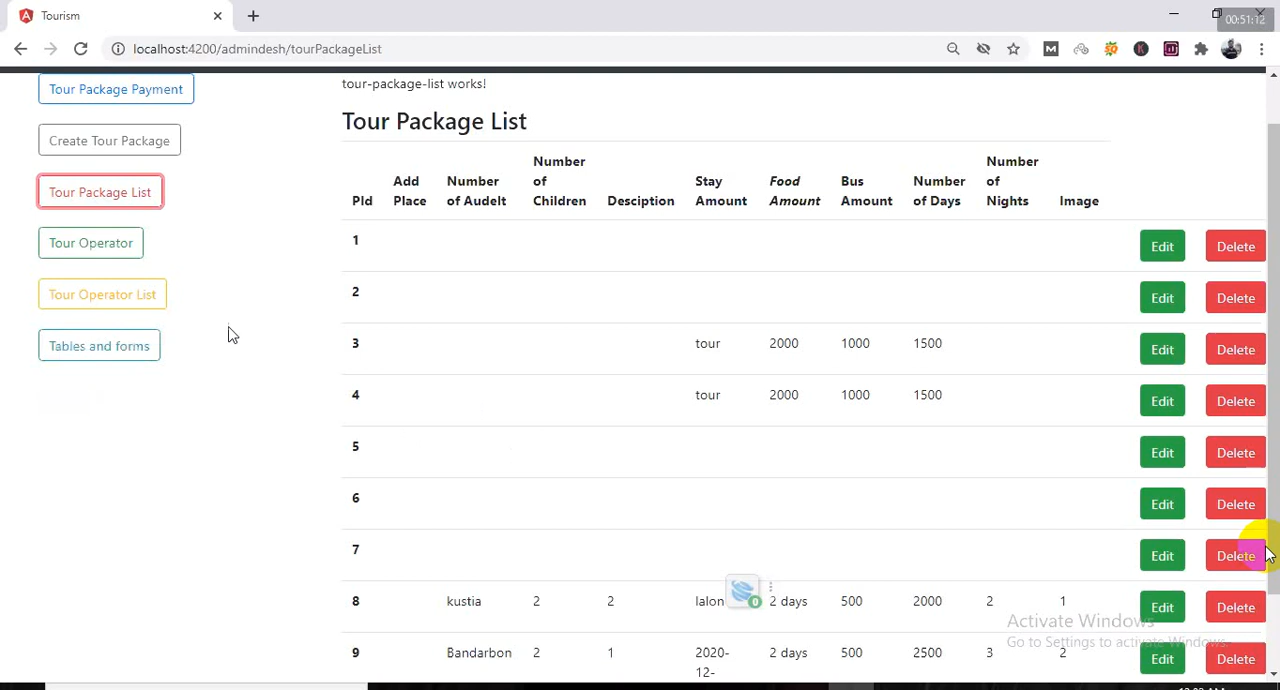 Tourism
00:51:12
localhost:4200/admindesh/tourPackageList
Tour Package Payment
Create Tour Package
Tour Package List
Tour Operator
Tour Operator List
Tables and forms
tour-package-list works!
Tour Package List
PId Add Place Number of Audelt Number of Children Desciption Stay Amount Food Amount Bus Amount Number of Days Number of Nights Image
1 Edit Delete
2 Edit Delete
3 tour 2000 1000 1500 Edit Delete
4 tour 2000 1000 1500 Edit Delete
5 Edit Delete
6 Edit Delete
7 Edit Delete
8 kustia 2 2 lalon 2 days 500 2000 2 1 Edit Delete
9 Bandarbon 2 1 2020-12- 2 days 500 2500 3 2 Edit Delete
Activate Windows
Go to Settings to activate Windows.